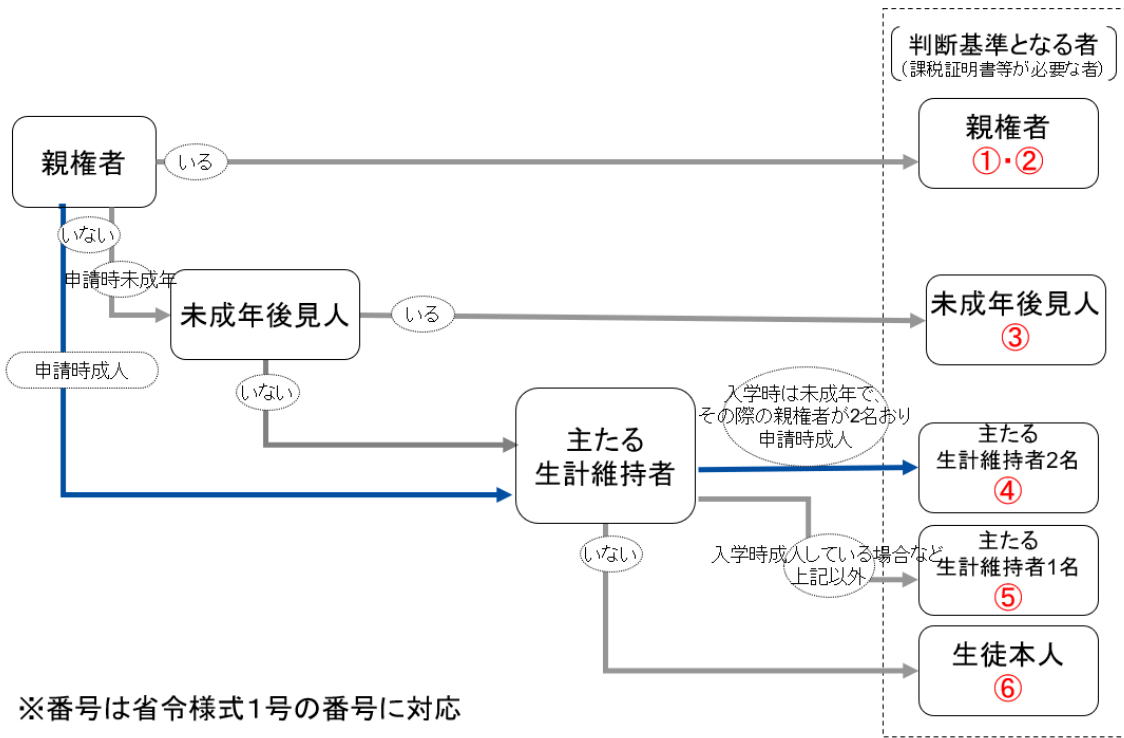 判断基準となる者
(課税証明書等が必要な者)
親権者
いる
親権者
①・②
いない
申請時未成年
未成年後見人
いる
未成年後見人
③
申請時成人
いない
入学時は未成年で、
その際の親権者が2名おり
申請時成人
主たる
生計維持者
主たる
生計維持者2名
④
いない
入学時成人している場合など
上記以外
主たる
生計維持者1名
⑤
生徒本人
⑥
※番号は省令様式1号の番号に対応